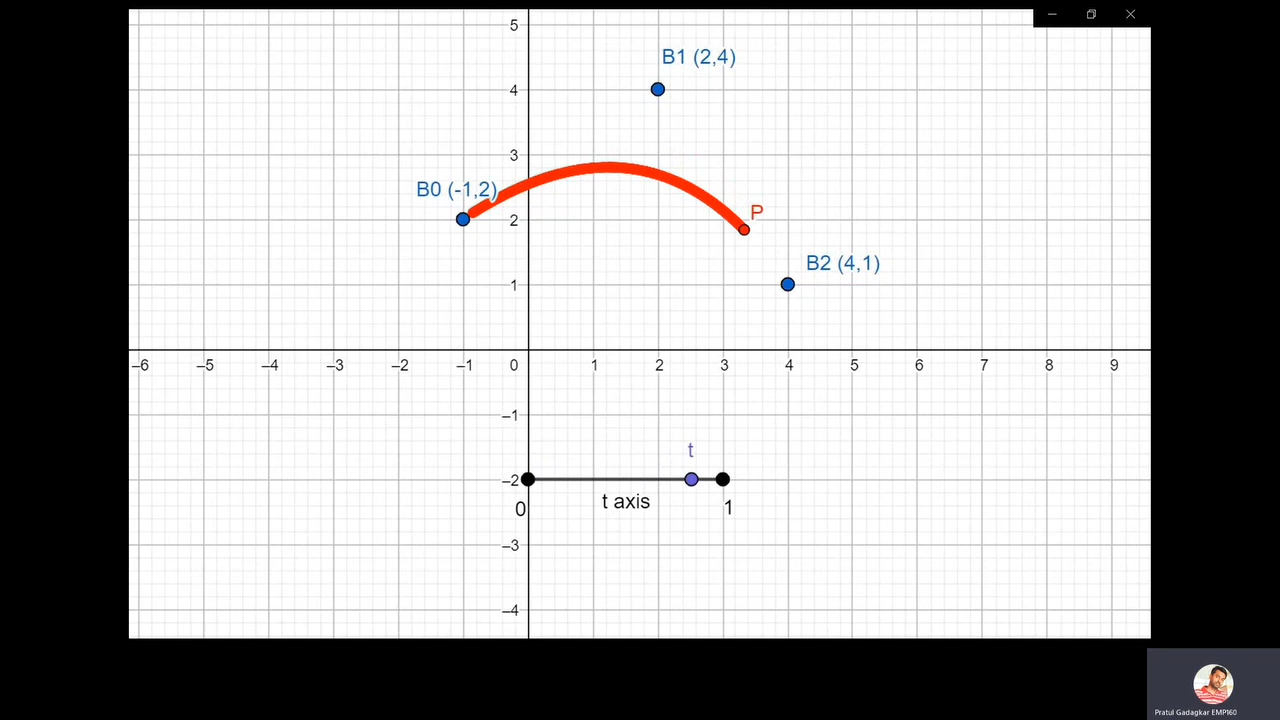 5
B1 (2,4)
4
3
B0 (-1,2)
P
2
B2 (4,1)
1
–6 –5 –4 –3 –2 –1 0 1 2 3 4 5 6 7 8 9
–1
t
–2
t axis
0 1
–3
–4
Pratul Gadagkar EMP160